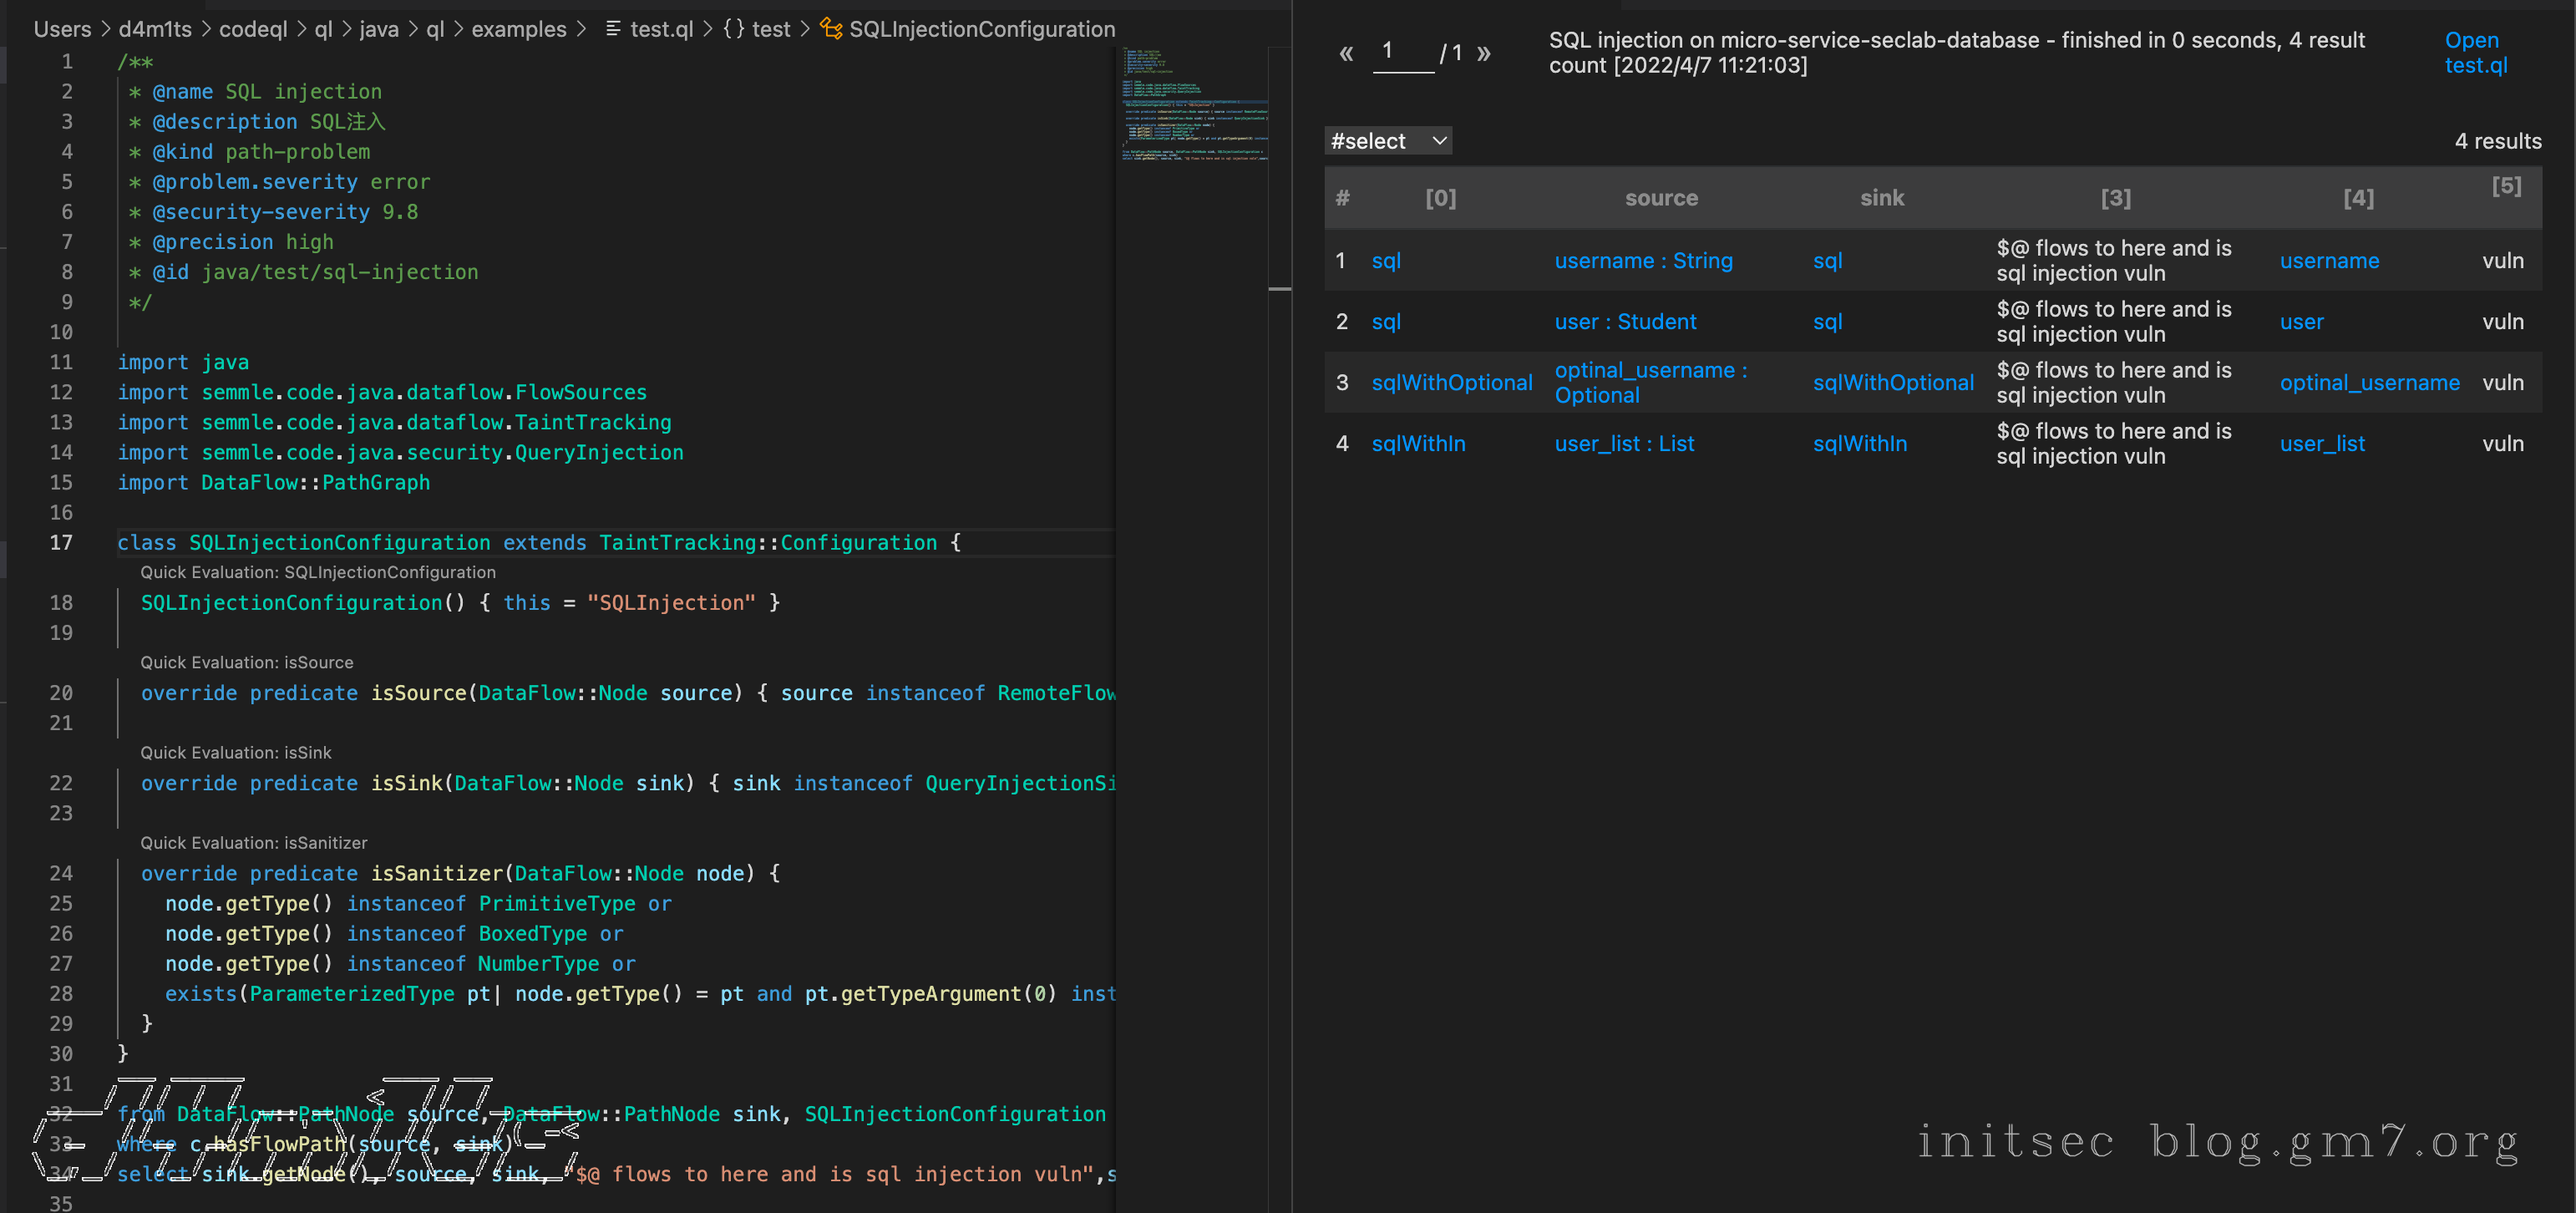 Users > d4m1ts > codeql > ql > java > ql > examples > test.ql > {} test > SQLInjectionConfiguration
1 /**
2 * @name SQL injection
3 * @description SQL注入
4 * @kind path-problem
5 * @problem.severity error
6 * @security-severity 9.8
7 * @precision high
8 * @id java/test/sql-injection
9 */
10
11 import java
12 import semmle.code.java.dataflow.FlowSources
13 import semmle.code.java.dataflow.TaintTracking
14 import semmle.code.java.security.QueryInjection
15 import DataFlow::PathGraph
16
17 class SQLInjectionConfiguration extends TaintTracking::Configuration {
Quick Evaluation: SQLInjectionConfiguration
18 SQLInjectionConfiguration() { this = "SQLInjection" }
19
Quick Evaluation: isSource
20 override predicate isSource(DataFlow::Node source) { source instanceof RemoteFlow
21
Quick Evaluation: isSink
22 override predicate isSink(DataFlow::Node sink) { sink instanceof QueryInjectionSi
23
Quick Evaluation: isSanitizer
24 override predicate isSanitizer(DataFlow::Node node) {
25 node.getType() instanceof PrimitiveType or
26 node.getType() instanceof BoxedType or
27 node.getType() instanceof NumberType or
28 exists(ParameterizedType pt| node.getType() = pt and pt.getTypeArgument(0) inst
29 }
30 }
31
32 from DataFlow::PathNode source, DataFlow::PathNode sink, SQLInjectionConfiguration
33 where c.hasFlowPath(source, sink)
34 select sink.getNode(), source, sink, "$@ flows to here and is sql injection vuln",s
35
« 1 / 1 »
SQL injection on micro-service-seclab-database - finished in 0 seconds, 4 result
count [2022/4/7 11:21:03]
Open
test.ql
#select
4 results
# [0] source sink [3] [4] [5]
1 sql username : String sql $@ flows to here and is sql injection vuln username vuln
2 sql user : Student sql $@ flows to here and is sql injection vuln user vuln
3 sqlWithOptional optinal_username : Optional sqlWithOptional $@ flows to here and is sql injection vuln optinal_username vuln
4 sqlWithIn user_list : List sqlWithIn $@ flows to here and is sql injection vuln user_list vuln
initsec blog.gm7.org